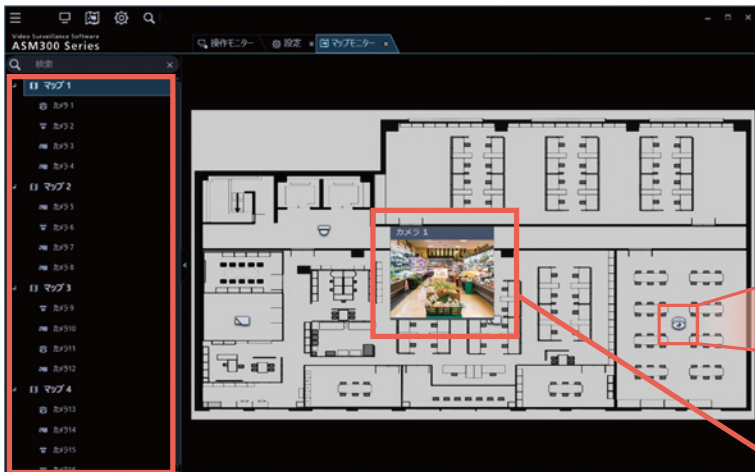 Video Surveillance Software
ASM300 Series
操作モニター
設定
マップモニター
検索
マップ 1
カメラ 1
カメラ 2
カメラ 3
カメラ 4
マップ 2
カメラ 5
カメラ 6
カメラ 7
カメラ 8
マップ 3
カメラ 9
カメラ10
カメラ11
カメラ12
マップ 4
カメラ13
カメラ14
カメラ15
カメラ16
カメラ 1